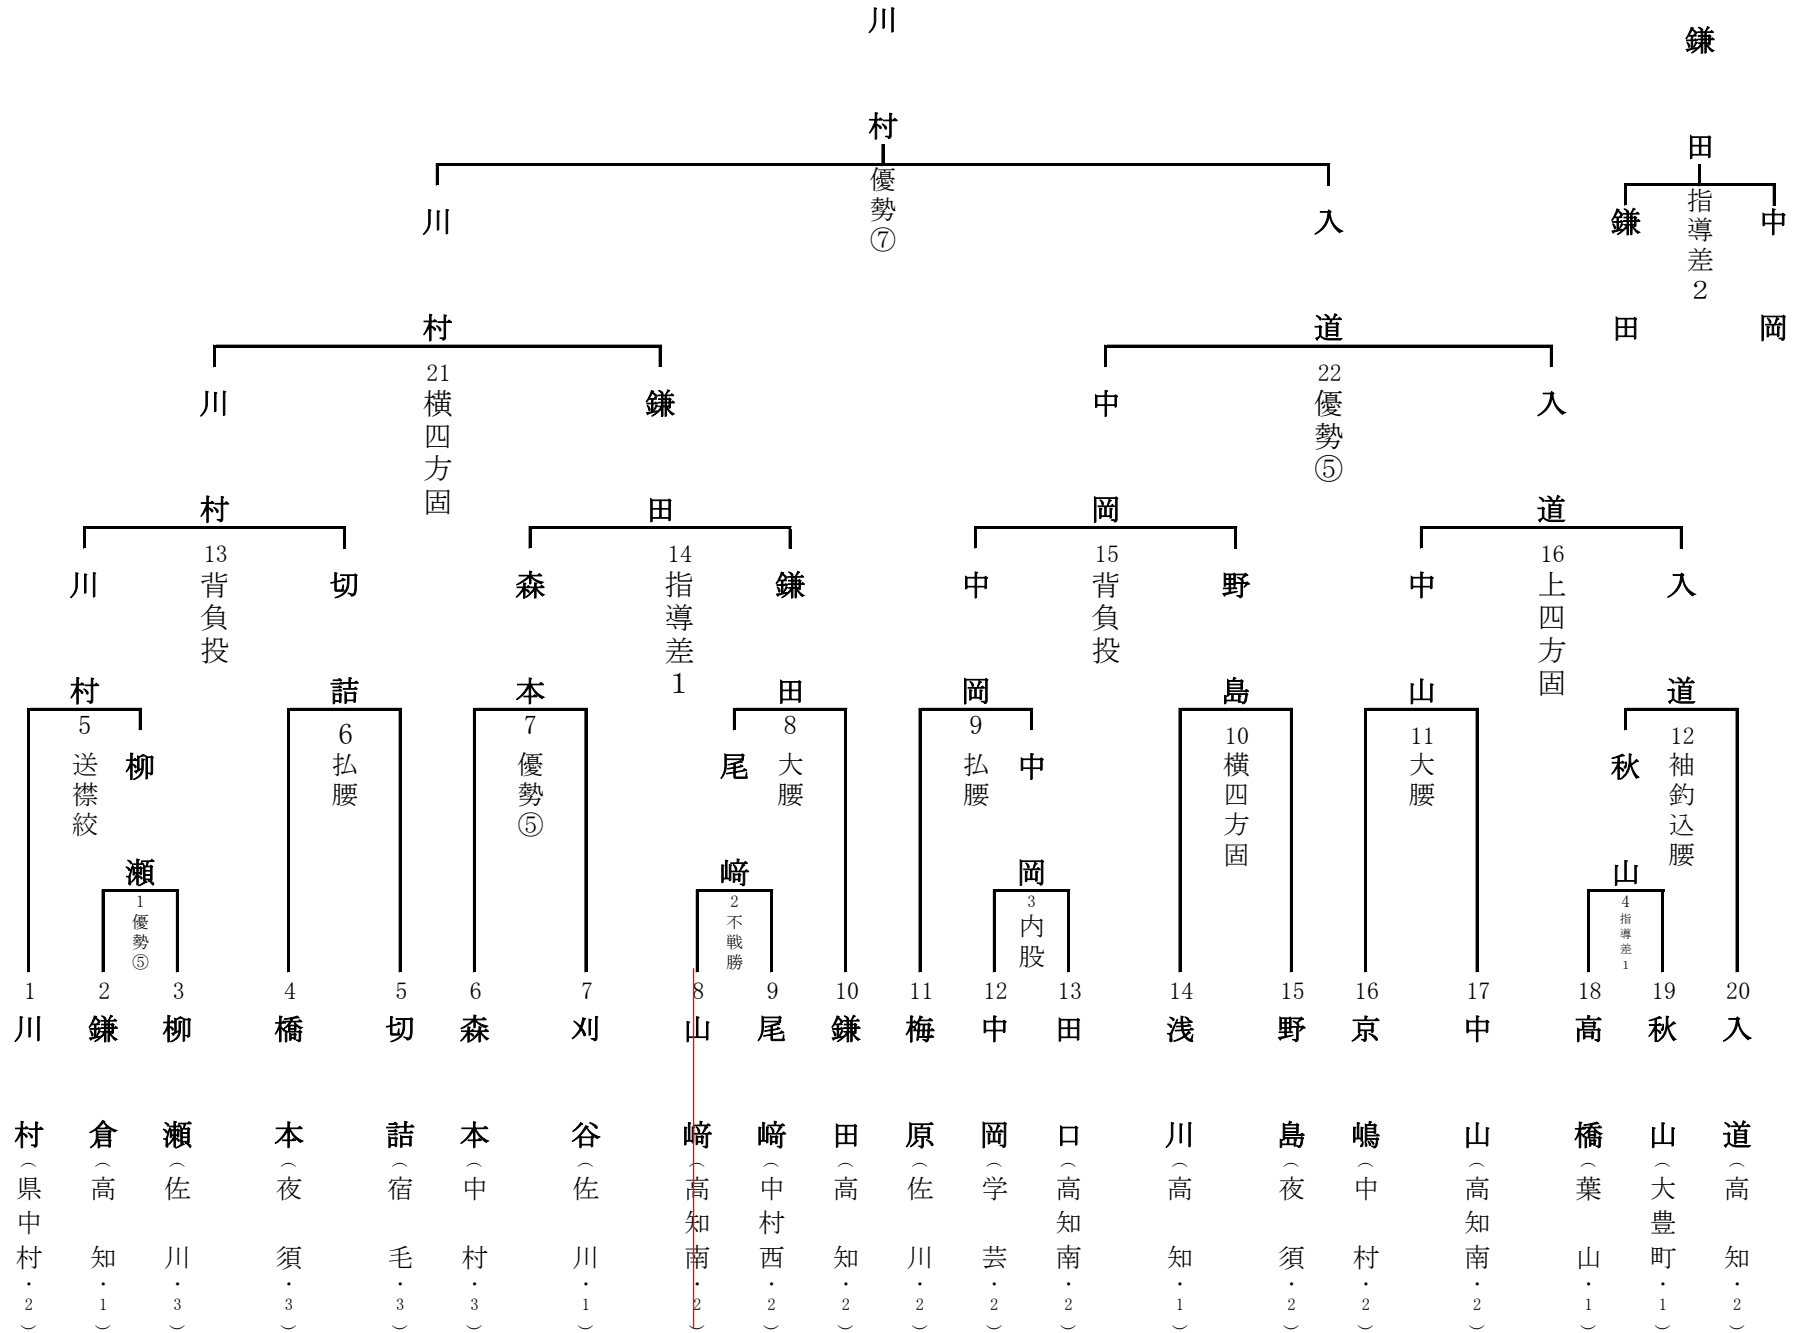 川村
優勢⑦
鎌田
指導差2
鎌田
中岡
川村
21
横四方固
入道
22
優勢⑤
川村
13
背負投
鎌田
14
指導差1
中岡
15
背負投
入道
16
上四方固
川村
5
送襟絞
切詰
6
払腰
森本
7
優勢⑤
鎌田
8
大腰
中岡
9
払腰
野島
10
横四方固
中山
11
大腰
入道
12
袖釣込腰
柳瀬
1
優勢⑤
尾﨑
2
不戦勝
中岡
3
内股
秋山
4
指導差1
1
川村(県中村・2)
2
鎌倉(高知・1)
3
柳瀬(佐川・3)
4
橋本(夜須・3)
5
切詰(宿毛・3)
6
森本(中村・3)
7
刈谷(佐川・1)
8
山﨑(高知南・2)
9
尾﨑(中村西・2)
10
鎌田(高知・2)
11
梅原(佐川・2)
12
中岡(学芸・2)
13
田口(高知南・2)
14
浅川(高知・1)
15
野島(夜須・2)
16
京嶋(中村・2)
17
中山(高知南・2)
18
高橋(葉山・1)
19
秋山(大豊町・1)
20
入道(高知・2)